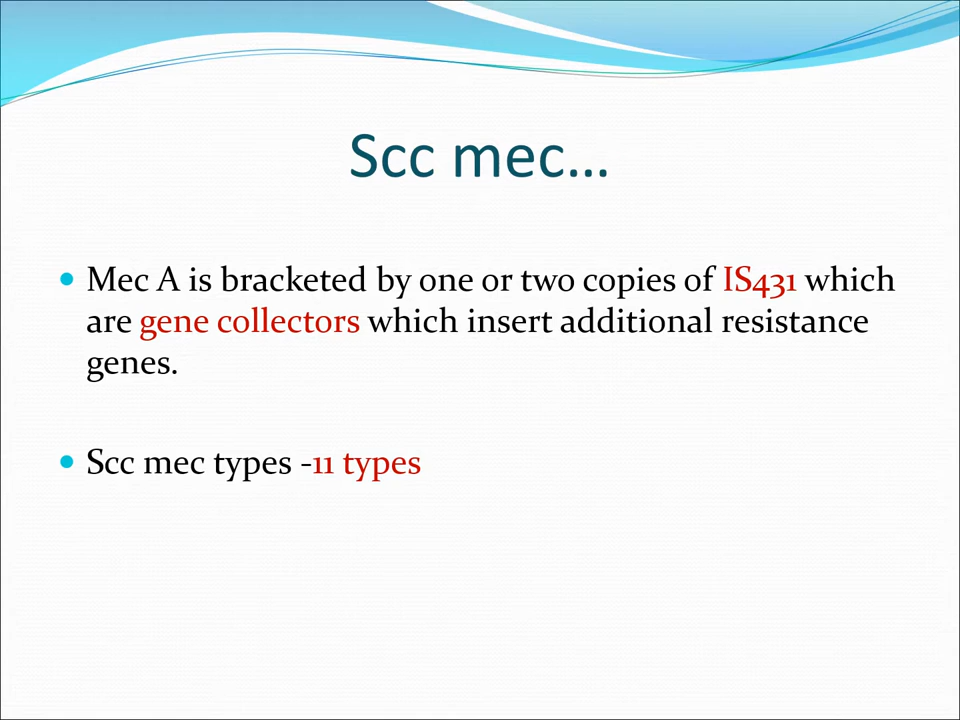 Scc mec...
• Mec A is bracketed by one or two copies of IS431 which
are gene collectors which insert additional resistance
genes.
• Scc mec types -11 types